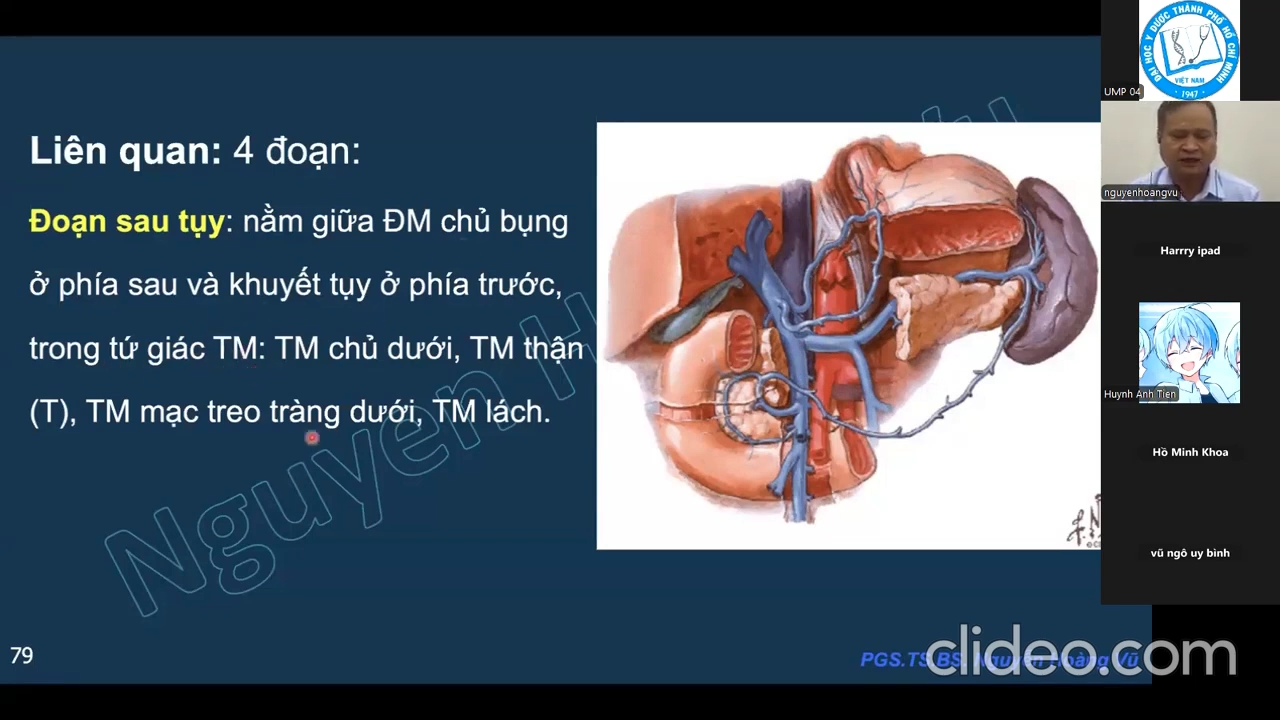 Liên quan: 4 đoạn:
Đoạn sau tụy: nằm giữa ĐM chủ bụng
ở phía sau và khuyết tụy ở phía trước,
trong tứ giác TM: TM chủ dưới, TM thận
(T), TM mạc treo tràng dưới, TM lách.
Nguyen H
79
PGS.TS.BS. Nguyễn Hoàng Vũ
clideo.com
ĐẠI HỌC Y DƯỢC THÀNH PHỐ HỒ CHÍ MINH
VIỆT NAM
1947
UMP 04
nguyenhoangvu
Harrry ipad
Huynh Anh Tien
Hồ Minh Khoa
vũ ngô uy bình